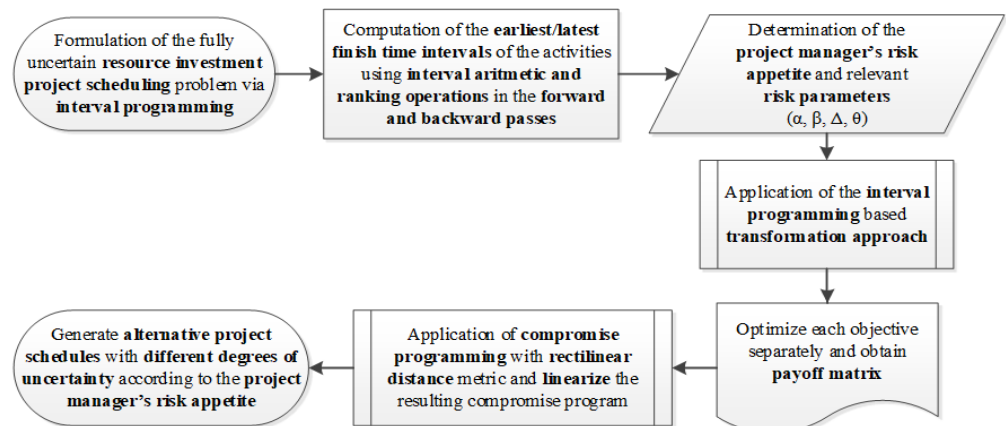 Formulation of the fully
uncertain resource investment
project scheduling problem via
interval programming
Computation of the earliest/latest
finish time intervals of the activities
using interval aritmetic and
ranking operations in the forward
and backward passes
Determination of the
project manager's risk
appetite and relevant
risk parameters
(α, β, Δ, θ)
Application of the interval
programming based
transformation approach
Optimize each objective
separately and obtain
payoff matrix
Application of compromise
programming with rectilinear
distance metric and linearize the
resulting compromise program
Generate alternative project
schedules with different degrees of
uncertainty according to the project
manager's risk appetite